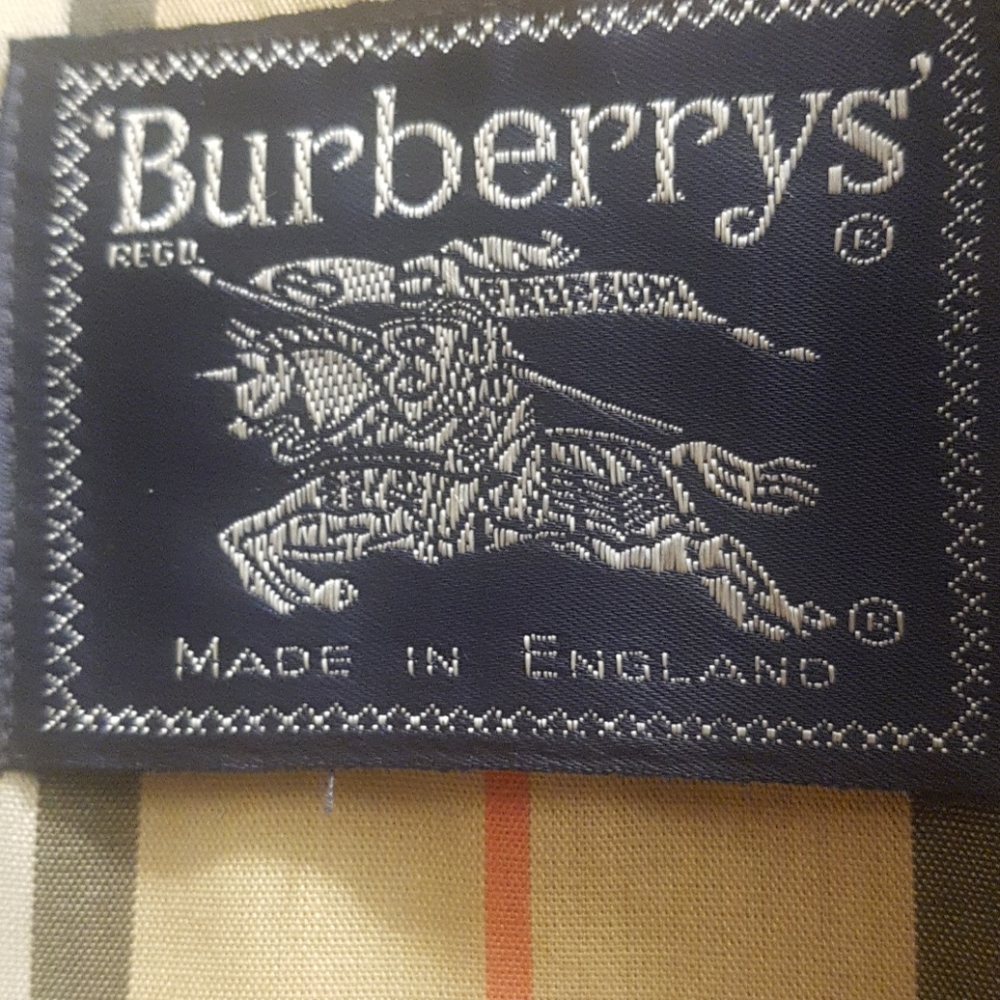 'Burberrys'
REGD. ®
®
MADE IN ENGLAND